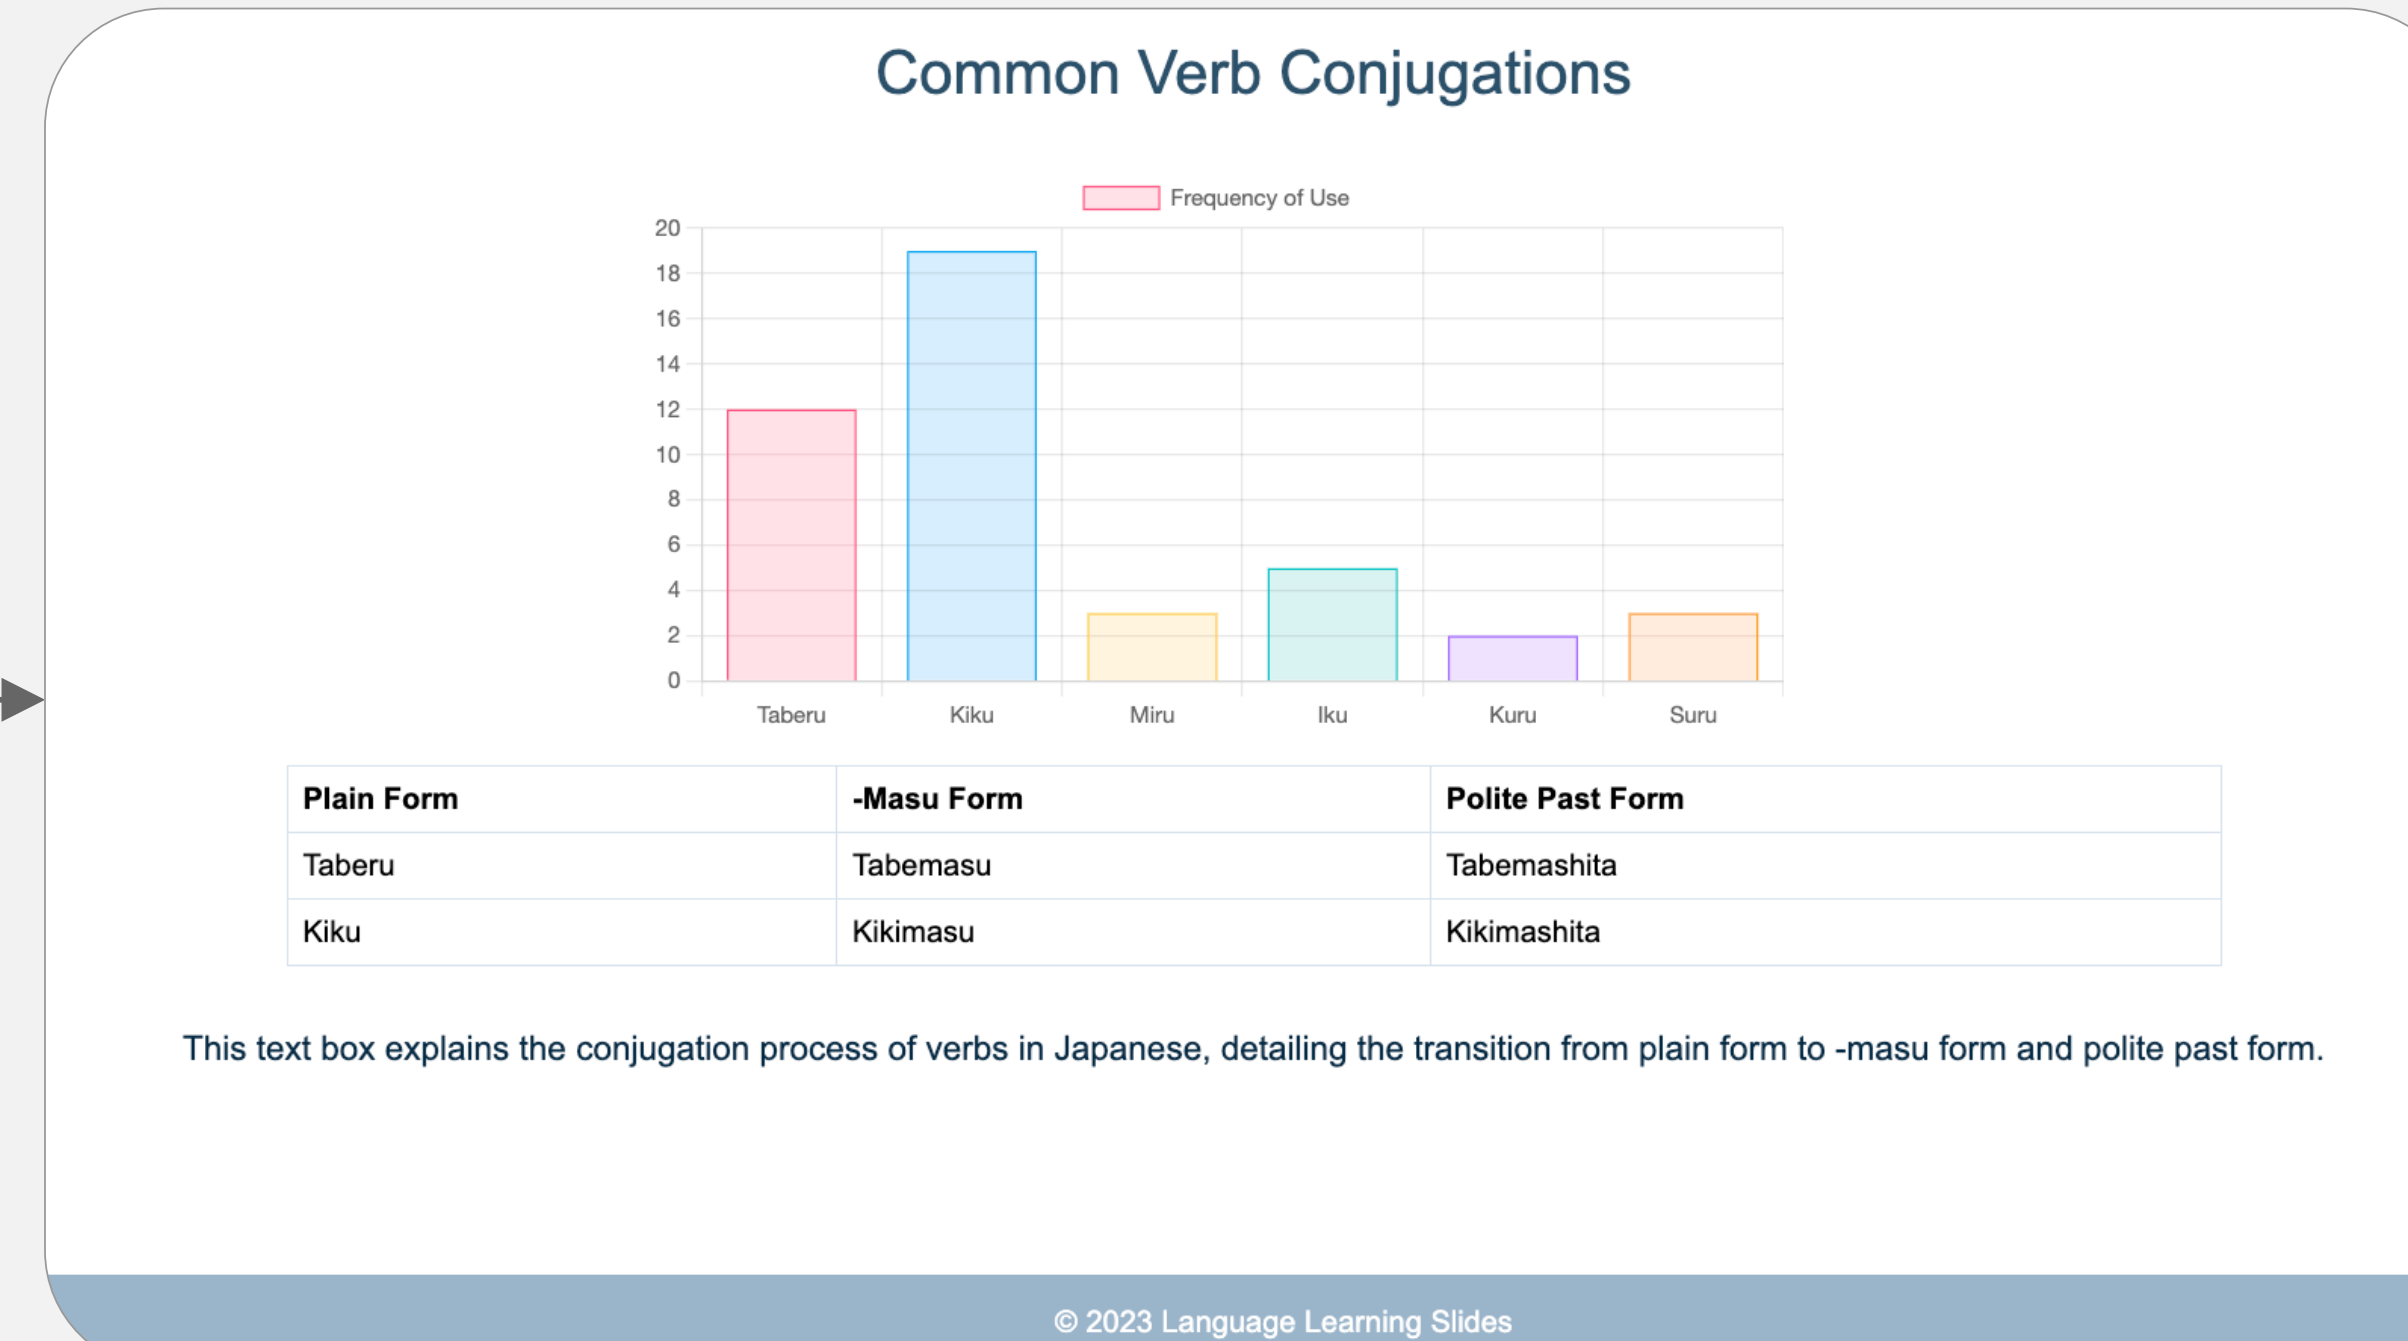 Common Verb Conjugations
Frequency of Use
20
18
16
14
12
10
8
6
4
2
0
Taberu Kiku Miru Iku Kuru Suru
Plain Form -Masu Form Polite Past Form
Taberu Tabemasu Tabemashita
Kiku Kikimasu Kikimashita
This text box explains the conjugation process of verbs in Japanese, detailing the transition from plain form to -masu form and polite past form.
© 2023 Language Learning Slides